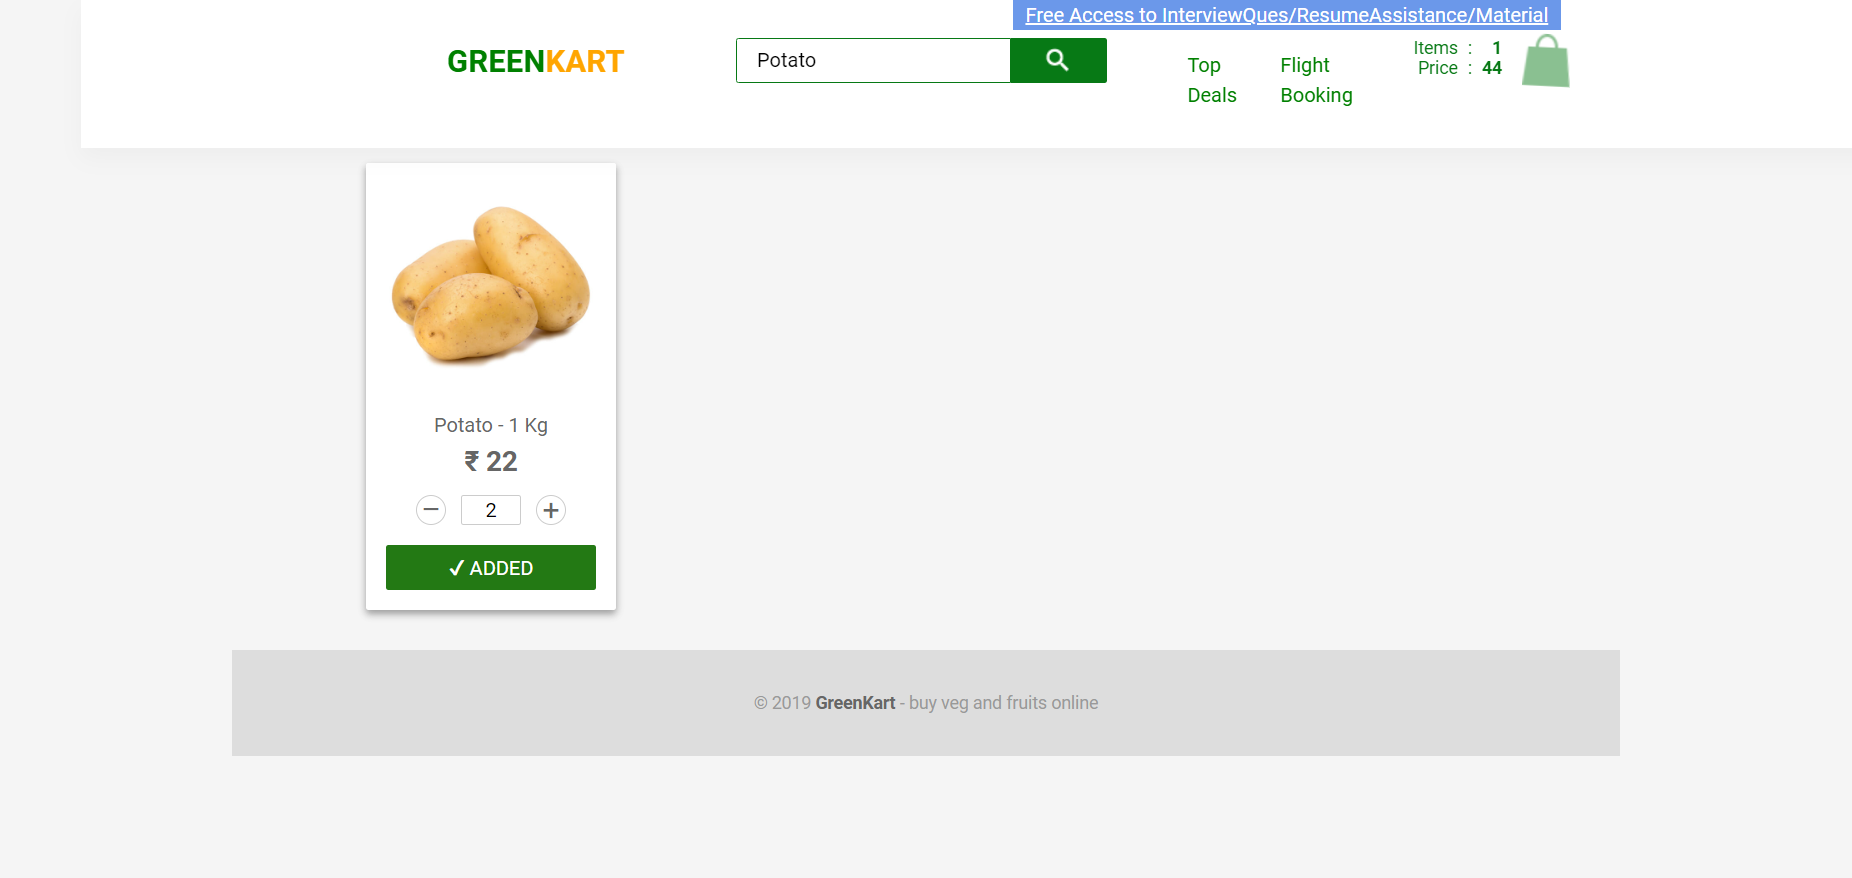 Free Access to InterviewQues/ResumeAssistance/Material
GREENKART
Potato
Top
Deals
Flight
Booking
Items : 1
Price : 44
Potato - 1 Kg
₹ 22
– 2 +
✓ ADDED
© 2019 GreenKart - buy veg and fruits online